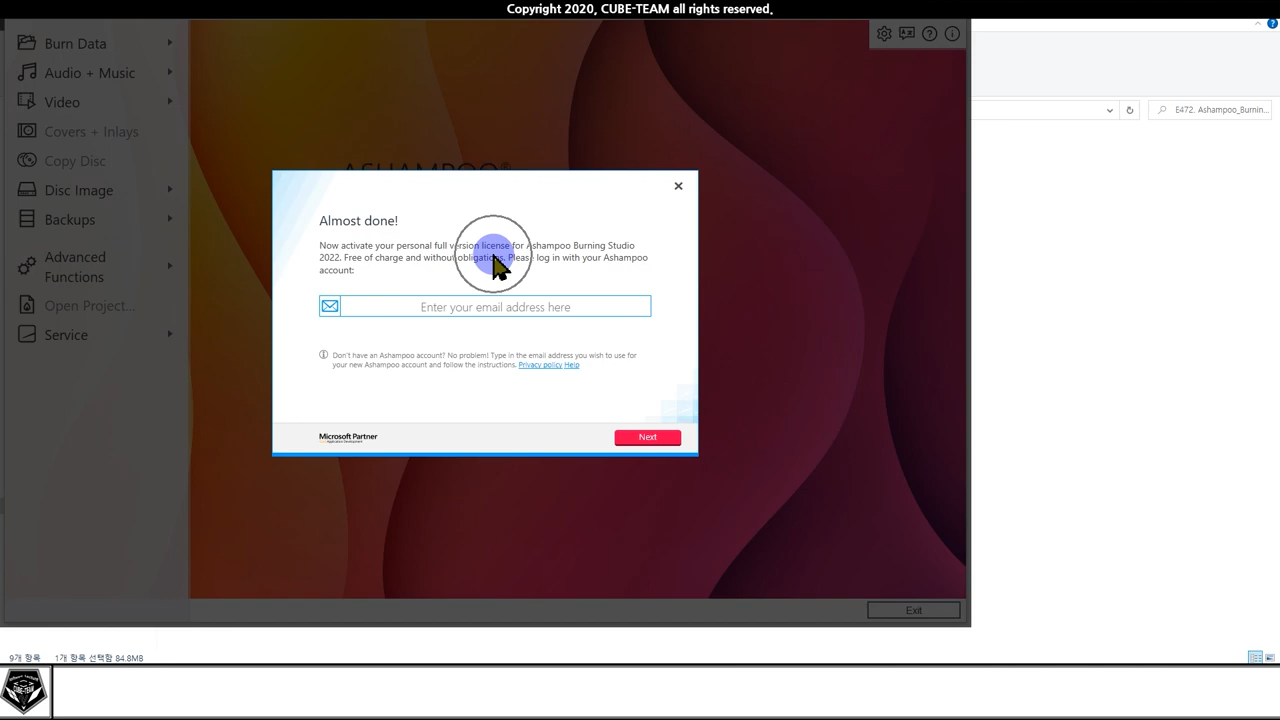 Copyright 2020, CUBE-TEAM all rights reserved.
Burn Data
Audio + Music
Video
Covers + Inlays
Copy Disc
Disc Image
Backups
Advanced
Functions
Open Project...
Service
E472. Ashampoo_Burnin...
ASHAMPOO®
Almost done!
Now activate your personal full version license for Ashampoo Burning Studio
2022. Free of charge and without obligations. Please log in with your Ashampoo
account:
Enter your email address here
Don't have an Ashampoo account? No problem! Type in the email address you wish to use for
your new Ashampoo account and follow the instructions. Privacy policy Help
Microsoft Partner
Next
Exit
9개 항목 1개 항목 선택함 84.8MB
CUBE-TEAM